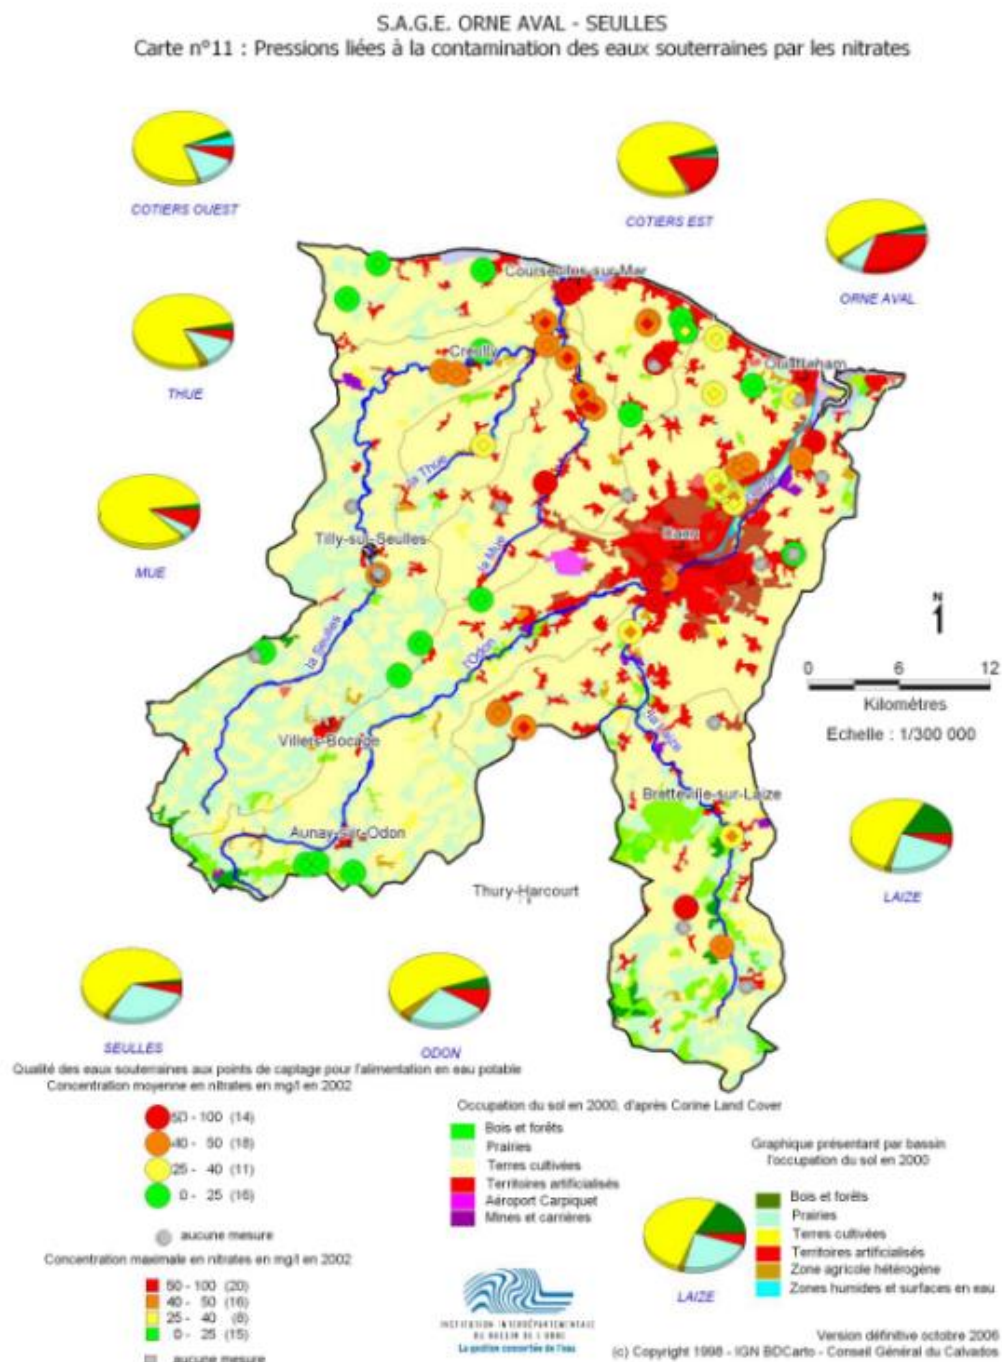 S.A.G.E. ORNE AVAL - SEULLES
Carte n°11 : Pressions liées à la contamination des eaux souterraines par les nitrates
COTIERS OUEST
COTIERS EST
ORNE AVAL
THUE
MUE
Courseulles-sur-Mar
Creully
Ouistreham
la Thue
Tilly-sur-Seulles
la Mue
Caen
la Seulles
l'Odon
Villers-Bocage
la Laize
Bretteville-sur-Laize
Aunay-sur-Odon
Thury-Harcourt
N
0 6 12
Kilomètres
Echelle : 1/300 000
LAIZE
SEULLES
ODON
Qualité des eaux souterraines aux points de captage pour l'alimentation en eau potable
Concentration moyenne en nitrates en mg/l en 2002
50 - 100 (14)
40 - 50 (18)
25 - 40 (11)
0 - 25 (16)
aucune mesure
Concentration maximale en nitrates en mg/l en 2002
50 - 100 (20)
40 - 50 (16)
25 - 40 (8)
0 - 25 (15)
aucune mesure
Occupation du sol en 2000, d'après Corine Land Cover
Bois et forêts
Prairies
Terres cultivées
Territoires artificialisés
Aéroport Carpiquet
Mines et carrières
Graphique présentant par bassin
l'occupation du sol en 2000
Bois et forêts
Prairies
Terres cultivées
Territoires artificialisés
Zone agricole hétérogène
Zones humides et surfaces en eau
LAIZE
INSTITUTION INTERDÉPARTEMENTALE
DU BASSIN DE L'ORNE
La gestion concertée de l'eau
Version définitive octobre 2006
(c) Copyright 1998 - IGN BDCarto - Conseil Général du Calvados